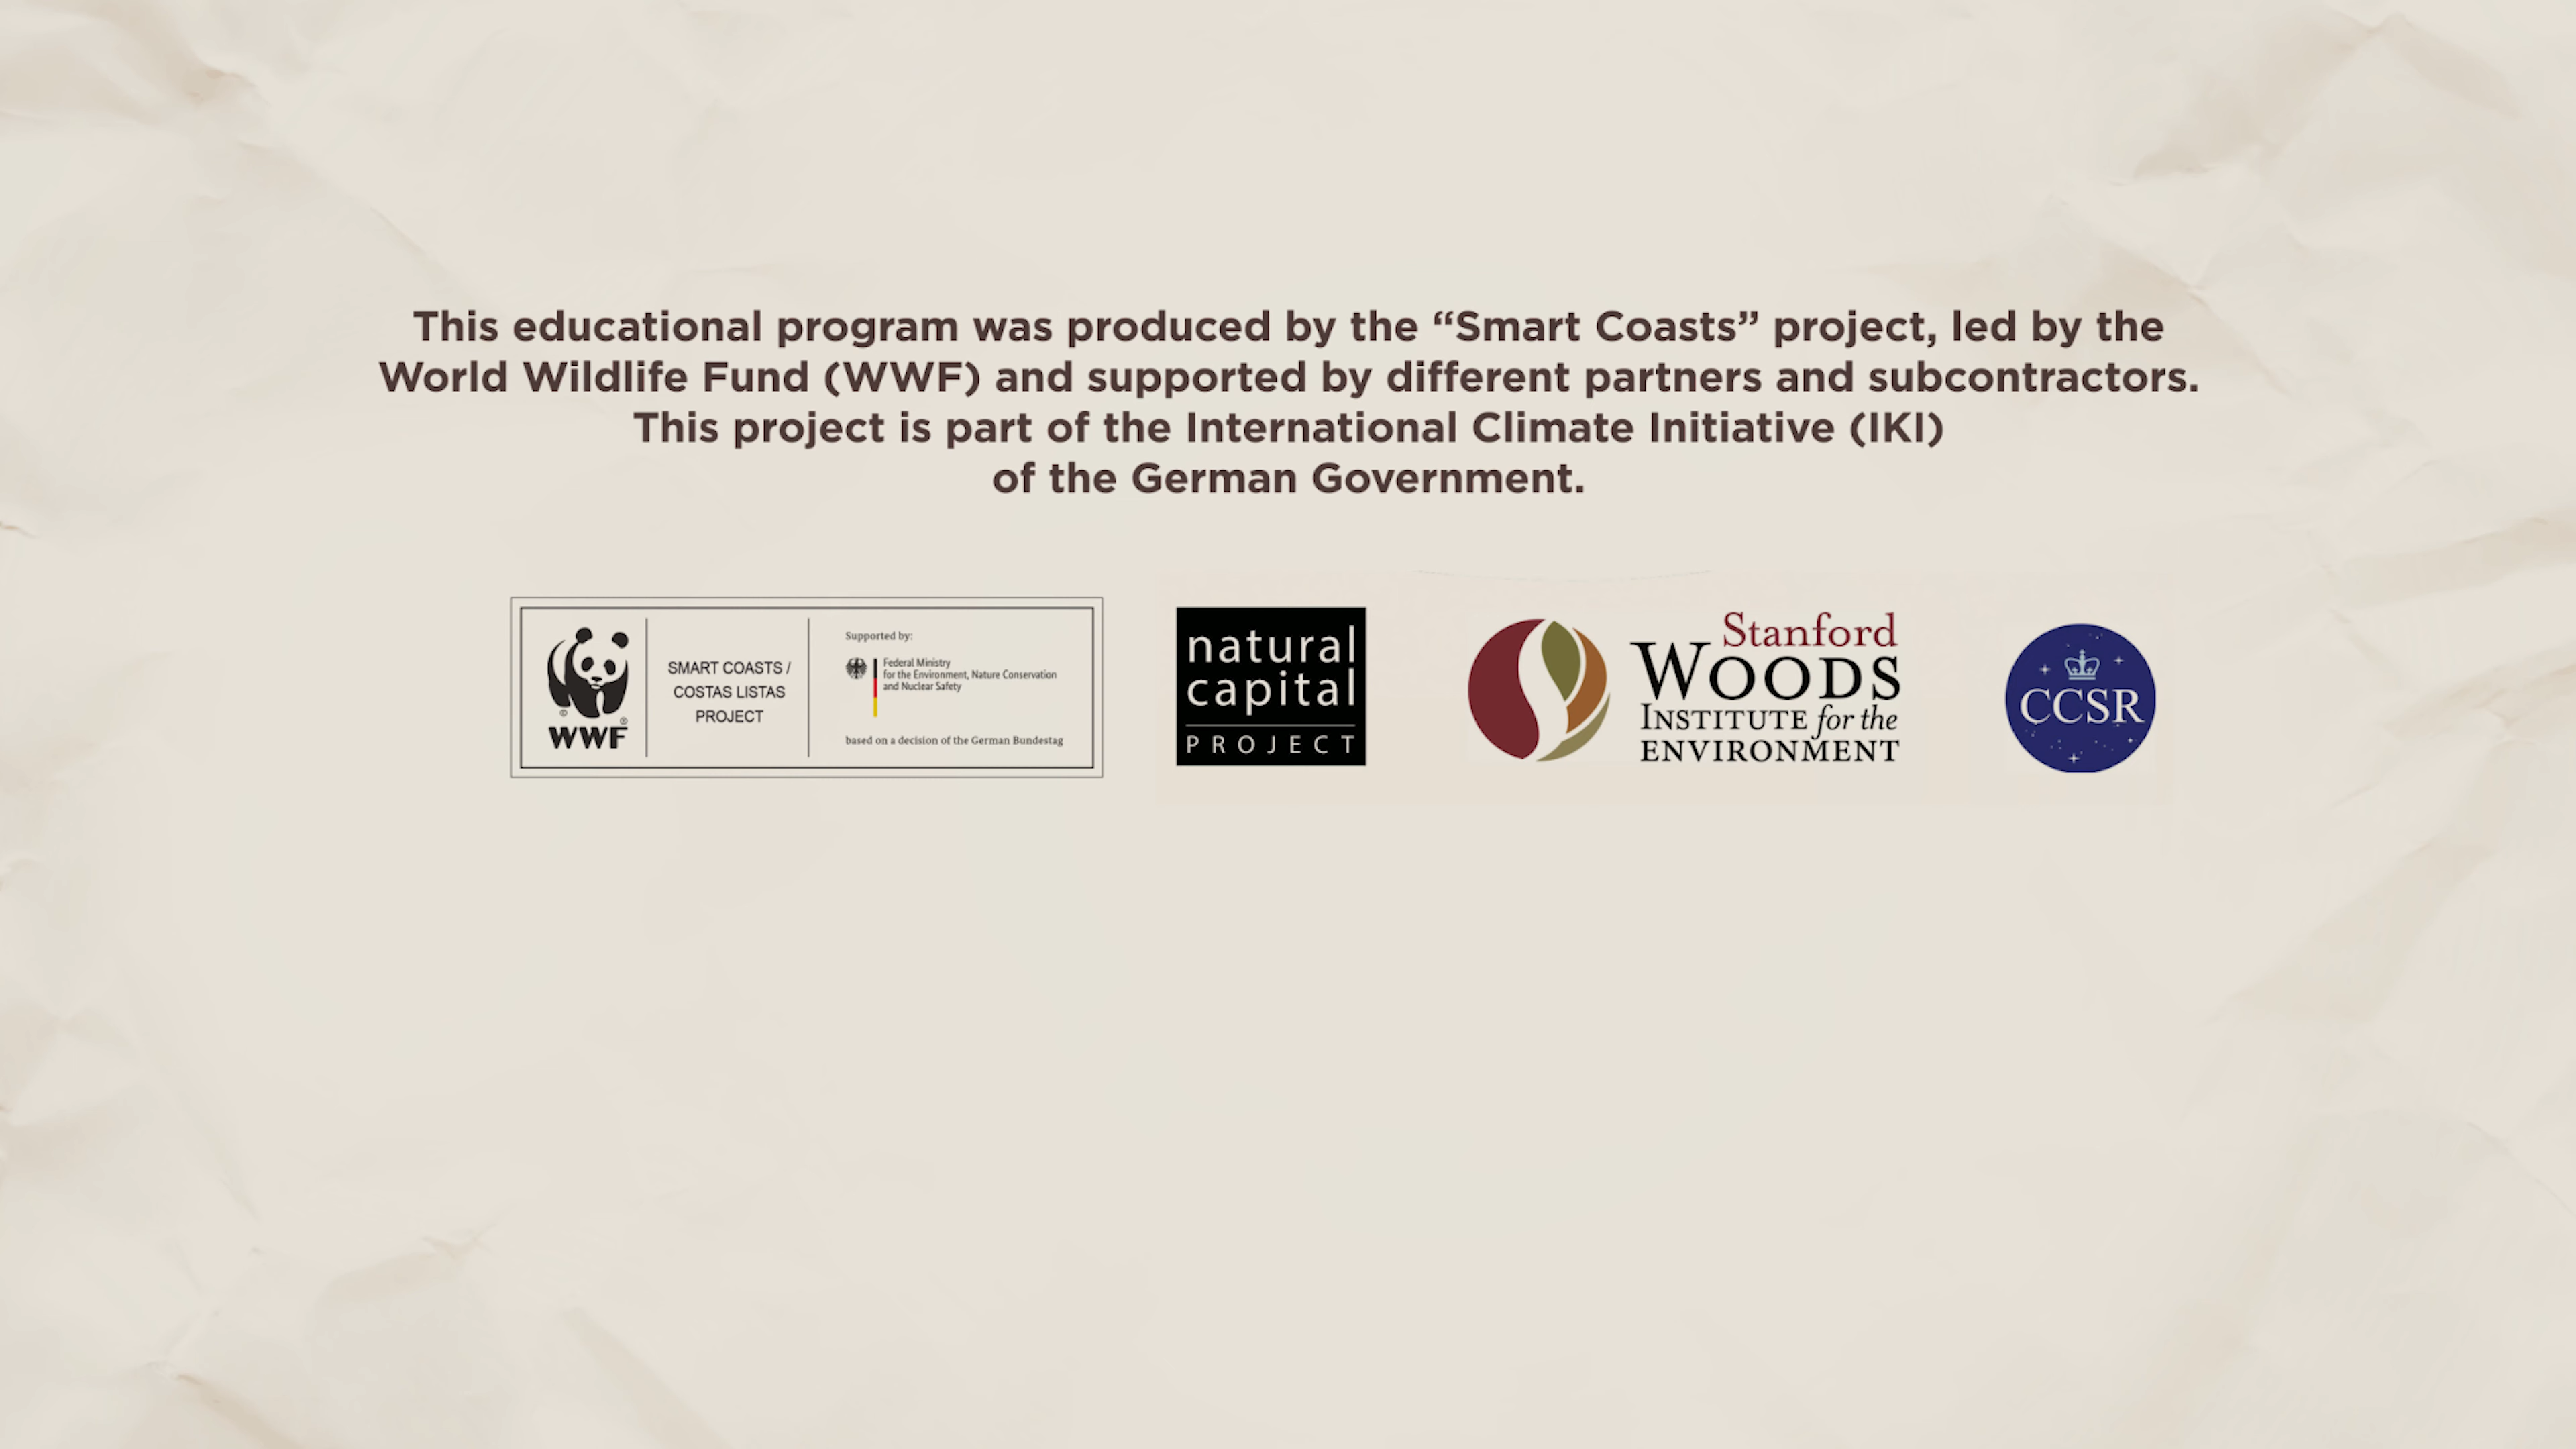 This educational program was produced by the “Smart Coasts” project, led by the
World Wildlife Fund (WWF) and supported by different partners and subcontractors.
This project is part of the International Climate Initiative (IKI)
of the German Government.
© ®
WWF
SMART COASTS /
COSTAS LISTAS
PROJECT
Supported by:
Federal Ministry
for the Environment, Nature Conservation
and Nuclear Safety
based on a decision of the German Bundestag
natural
capital
PROJECT
Stanford
WOODS
INSTITUTE for the
ENVIRONMENT
CCSR